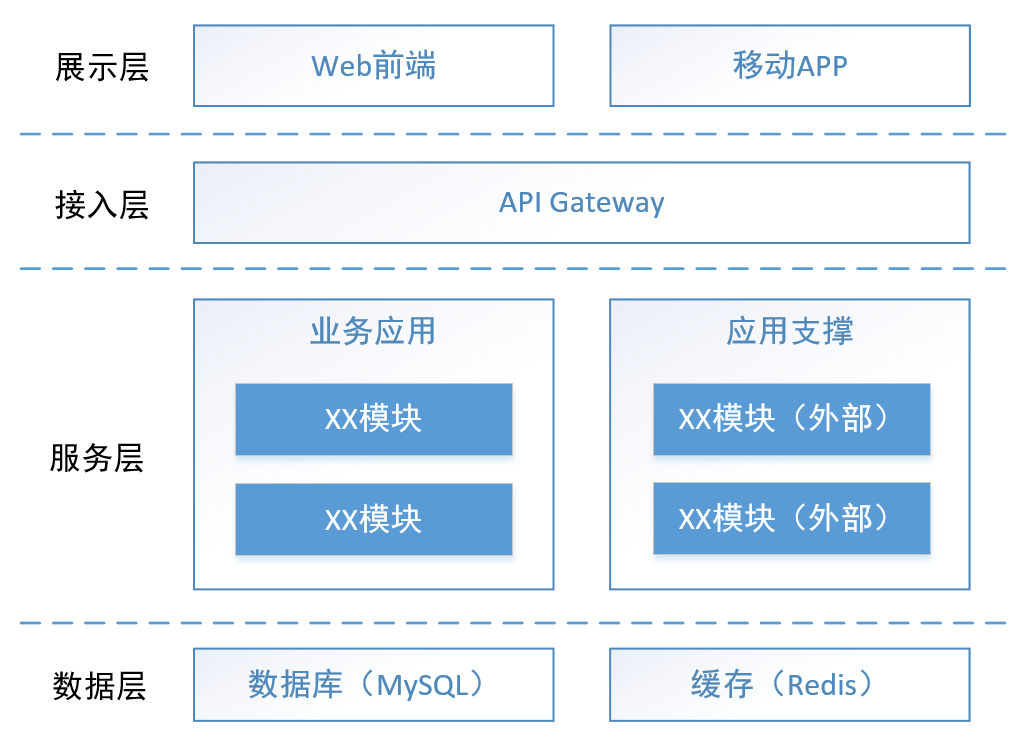 展示层
Web前端
移动APP
接入层
API Gateway
服务层
业务应用
XX模块
XX模块
应用支撑
XX模块（外部）
XX模块（外部）
数据层
数据库（MySQL）
缓存（Redis）